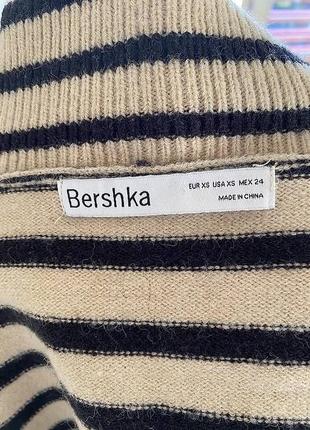 Bershka
EUR XS USA XS MEX 24
MADE IN CHINA